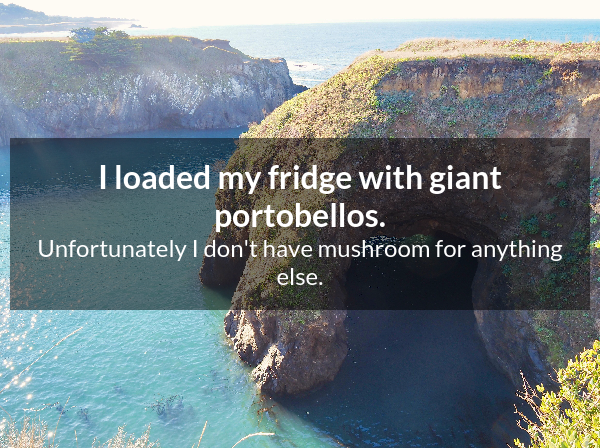 I loaded my fridge with giant
portobellos.
Unfortunately I don't have mushroom for anything
else.